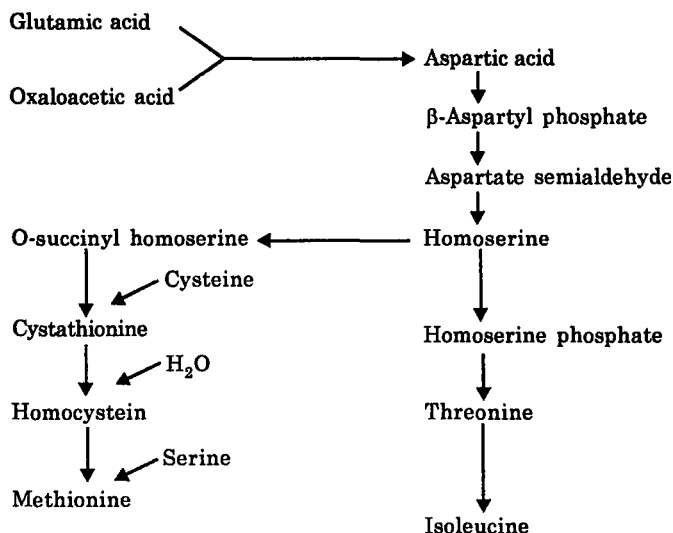 Glutamic acid
Oxaloacetic acid
Aspartic acid
β-Aspartyl phosphate
Aspartate semialdehyde
O-succinyl homoserine
Homoserine
Cysteine
Cystathionine
Homoserine phosphate
H₂O
Homocystein
Threonine
Serine
Methionine
Isoleucine